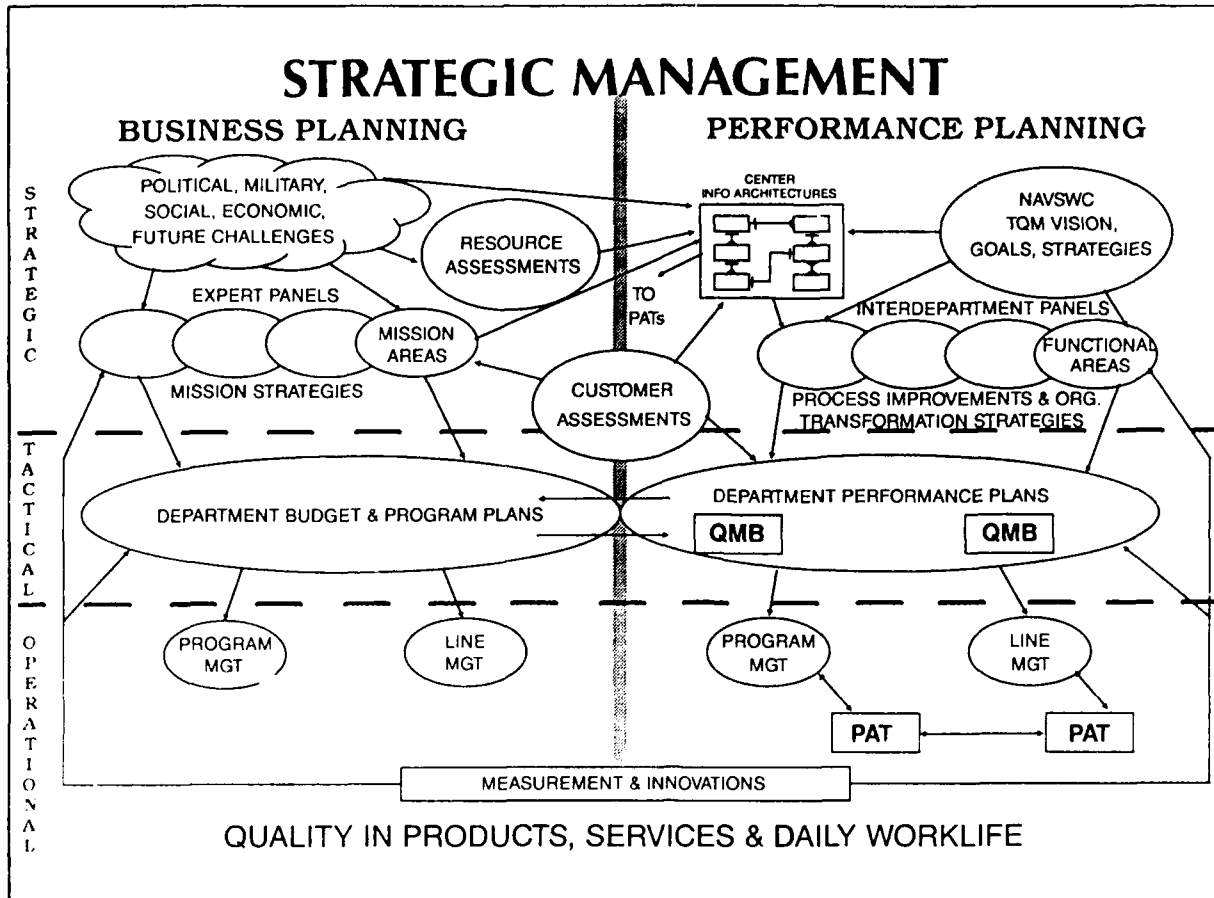 STRATEGIC MANAGEMENT
BUSINESS PLANNING
PERFORMANCE PLANNING
STRATEGIC
POLITICAL, MILITARY,
SOCIAL, ECONOMIC,
FUTURE CHALLENGES
RESOURCE
ASSESSMENTS
CENTER
INFO ARCHITECTURES
NAVSWC
TQM VISION,
GOALS, STRATEGIES
TO
PATs
EXPERT PANELS
MISSION
AREAS
MISSION STRATEGIES
CUSTOMER
ASSESSMENTS
INTERDEPARTMENT PANELS
FUNCTIONAL
AREAS
PROCESS IMPROVEMENTS & ORG.
TRANSFORMATION STRATEGIES
TACTICAL
DEPARTMENT BUDGET & PROGRAM PLANS
DEPARTMENT PERFORMANCE PLANS
QMB
QMB
OPERATIONAL
PROGRAM
MGT
LINE
MGT
PROGRAM
MGT
LINE
MGT
PAT
PAT
MEASUREMENT & INNOVATIONS
QUALITY IN PRODUCTS, SERVICES & DAILY WORKLIFE